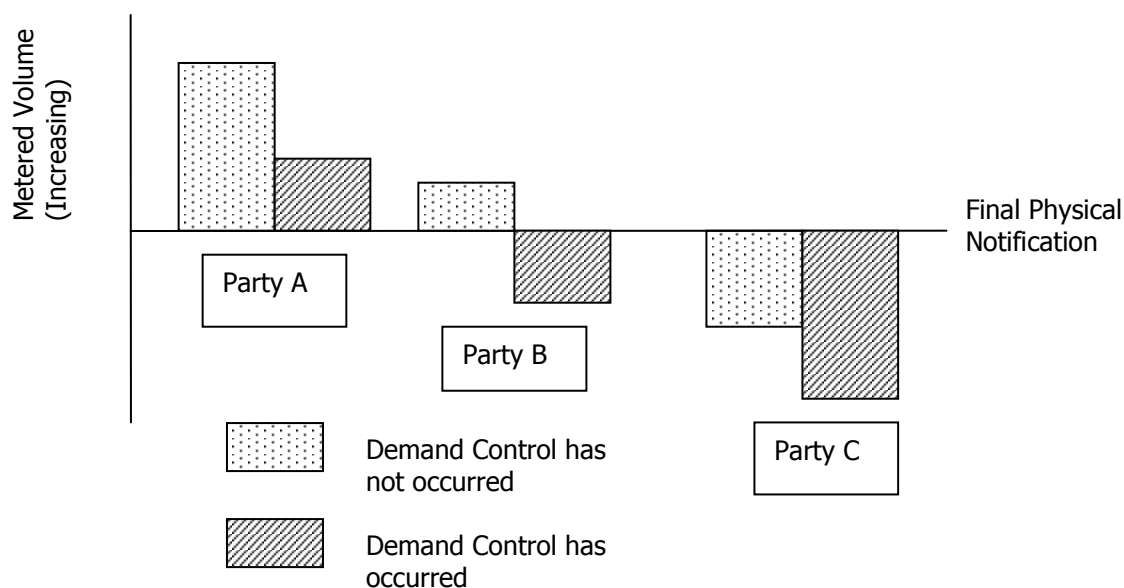 Metered Volume
(Increasing)
Final Physical
Notification
Party A
Party B
Party C
Demand Control has
not occurred
Demand Control has
occurred